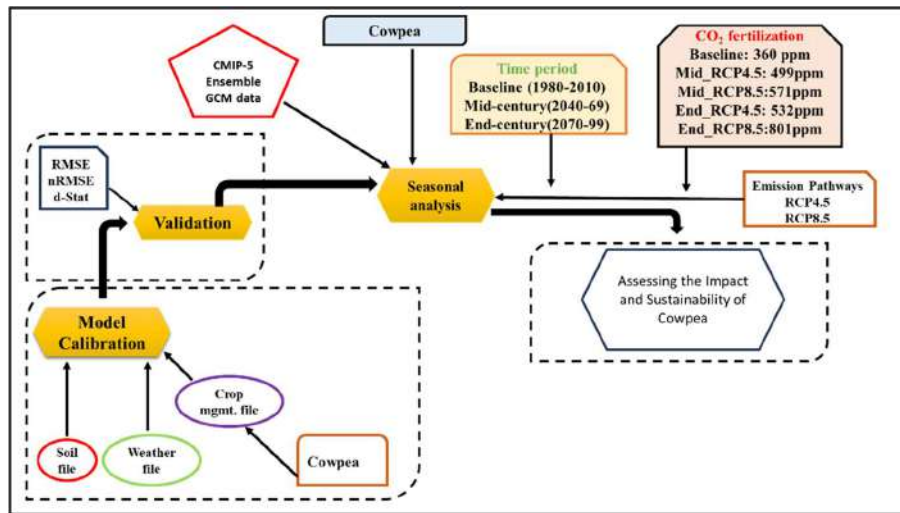 Cowpea
CMIP-5
Ensemble
GCM data
Time period
Baseline (1980-2010)
Mid-century(2040-69)
End-century(2070-99)
CO₂ fertilization
Baseline: 360 ppm
Mid_RCP4.5: 499ppm
Mid_RCP8.5:571ppm
End_RCP4.5: 532ppm
End_RCP8.5:801ppm
RMSE
nRMSE
d-Stat
Validation
Seasonal
analysis
Emission Pathways
RCP4.5
RCP8.5
Assessing the Impact
and Sustainability of
Cowpea
Model
Calibration
Crop
mgmt. file
Soil
file
Weather
file
Cowpea